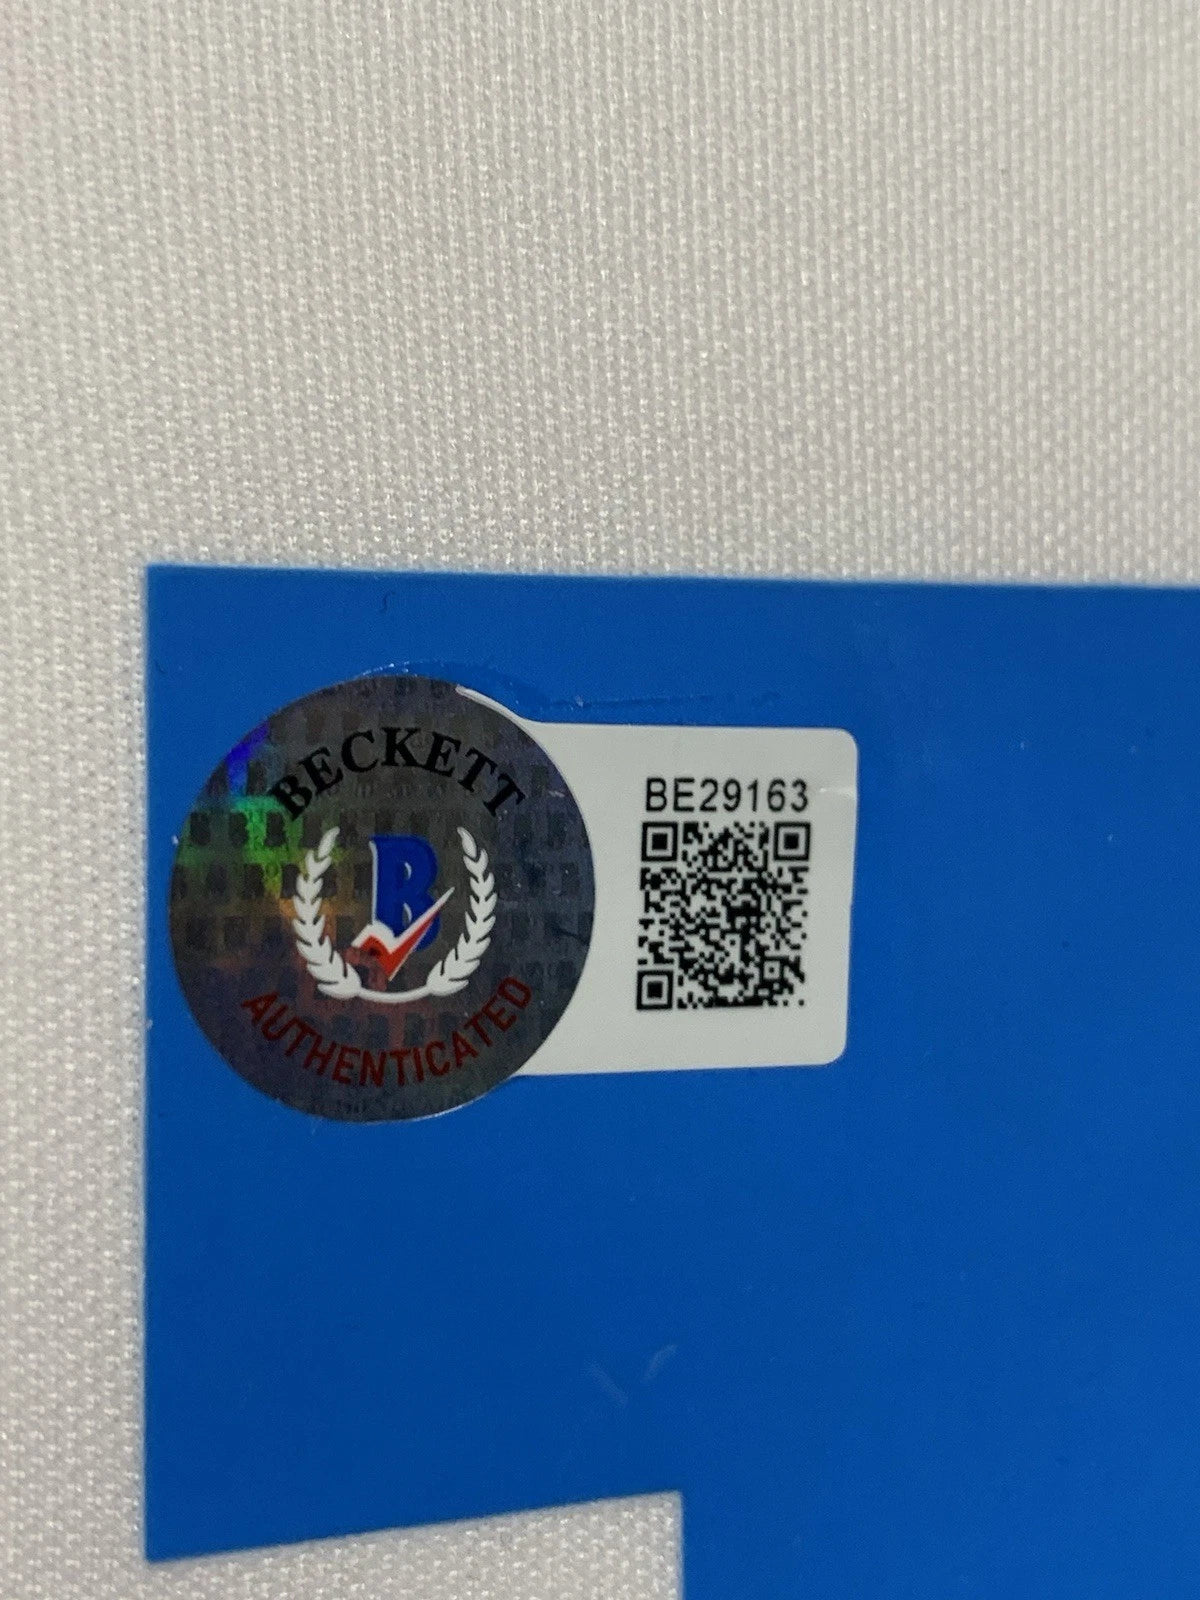 BECKETT
B
AUTHENTICATED
BE29163